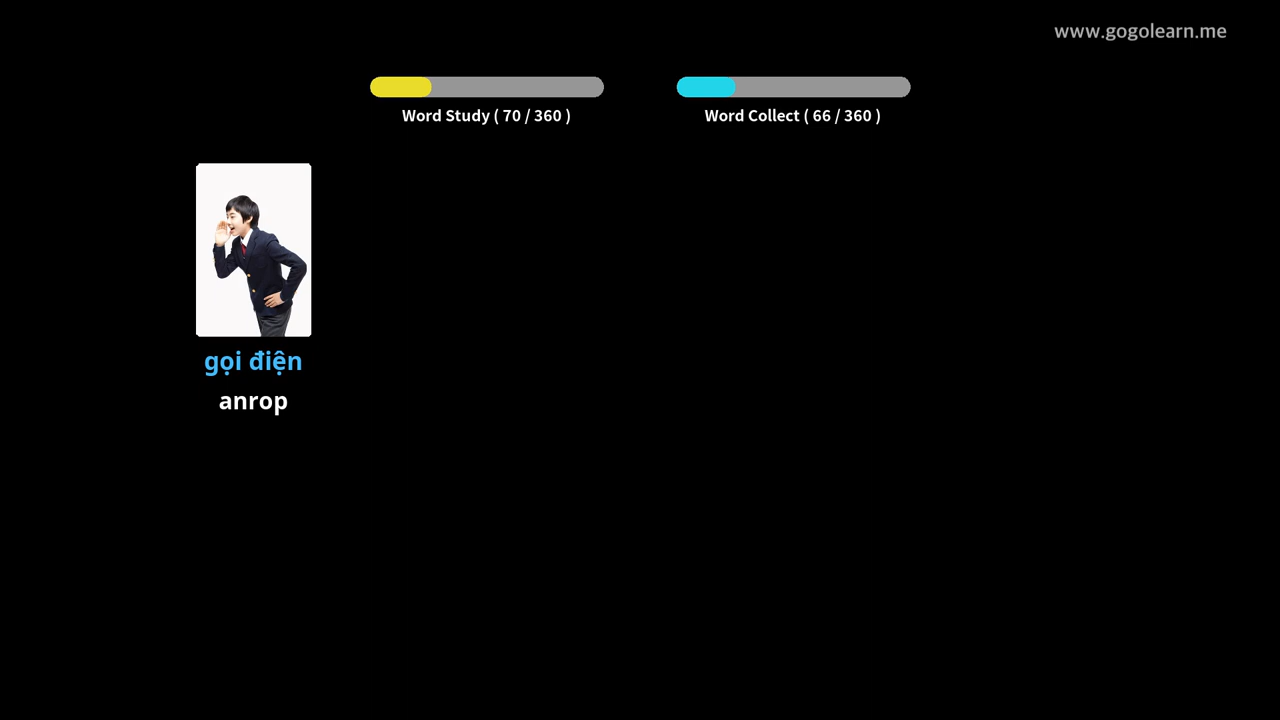 www.gogolearn.me
Word Study ( 70 / 360 )
Word Collect ( 66 / 360 )
gọi điện
anrop